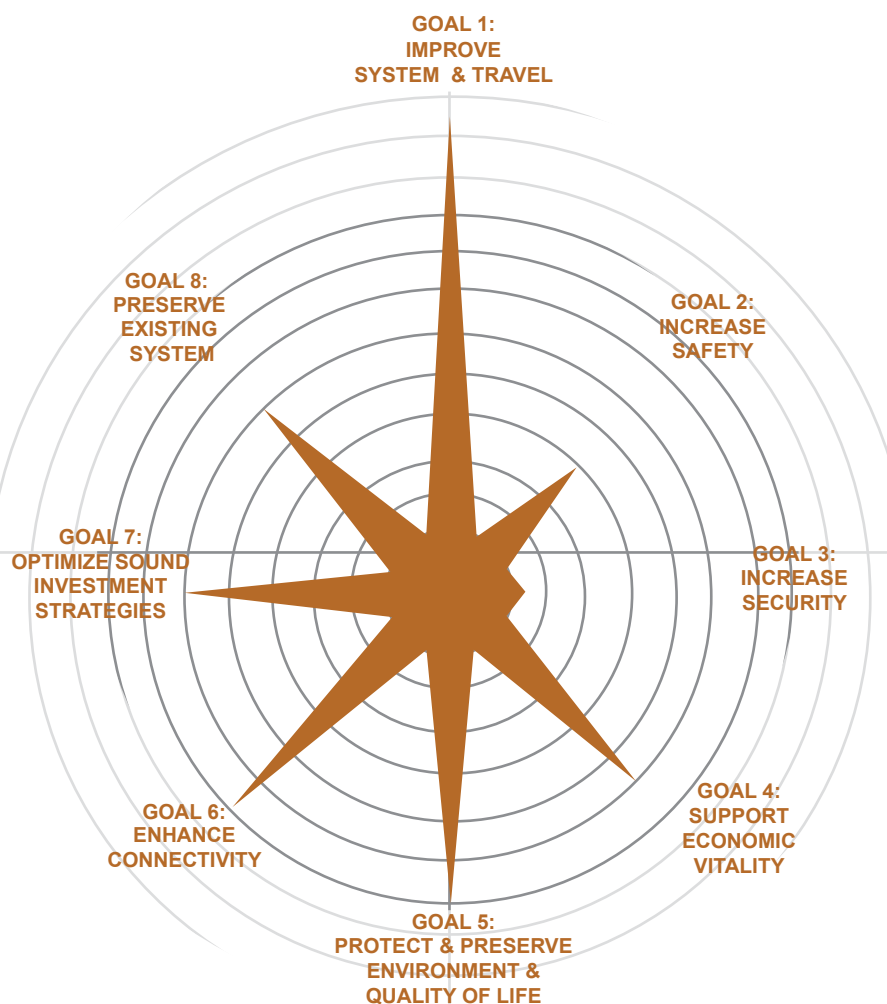 GOAL 1:
IMPROVE
SYSTEM & TRAVEL
GOAL 2:
INCREASE
SAFETY
GOAL 3:
INCREASE
SECURITY
GOAL 4:
SUPPORT
ECONOMIC
VITALITY
GOAL 5:
PROTECT & PRESERVE
ENVIRONMENT &
QUALITY OF LIFE
GOAL 6:
ENHANCE
CONNECTIVITY
GOAL 7:
OPTIMIZE SOUND
INVESTMENT
STRATEGIES
GOAL 8:
PRESERVE
EXISTING
SYSTEM